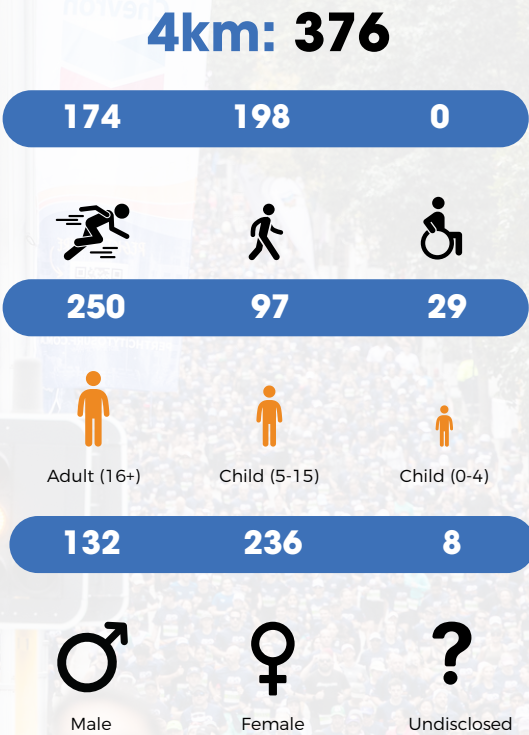 4km: 376
174 198 0
250 97 29
Adult (16+) Child (5-15) Child (0-4)
132 236 8
?
Male Female Undisclosed